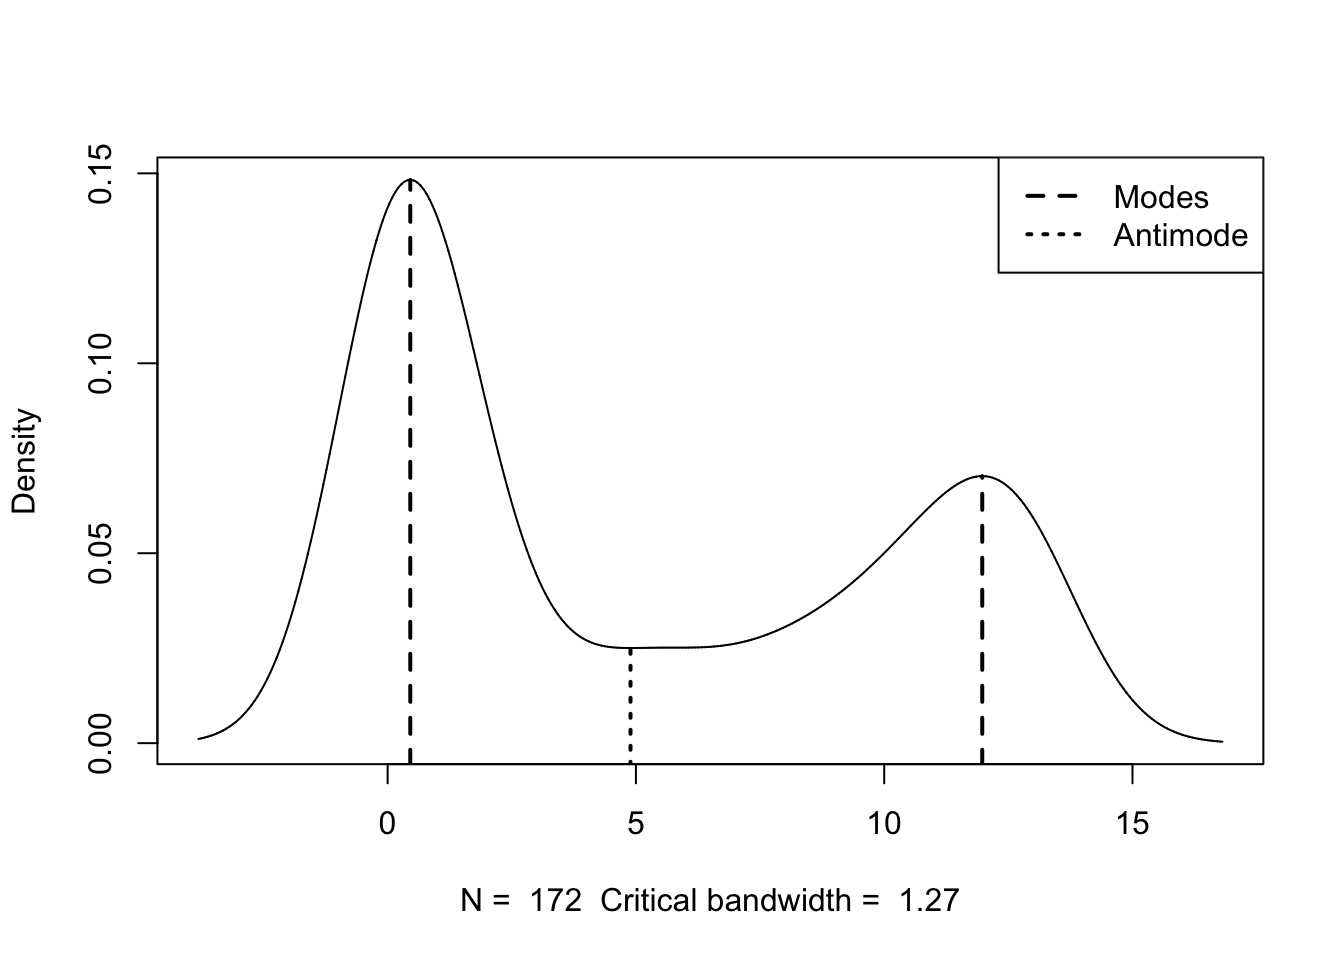 Modes
Antimode
Density
0.15
0.10
0.05
0.00
0 5 10 15
N = 172 Critical bandwidth = 1.27